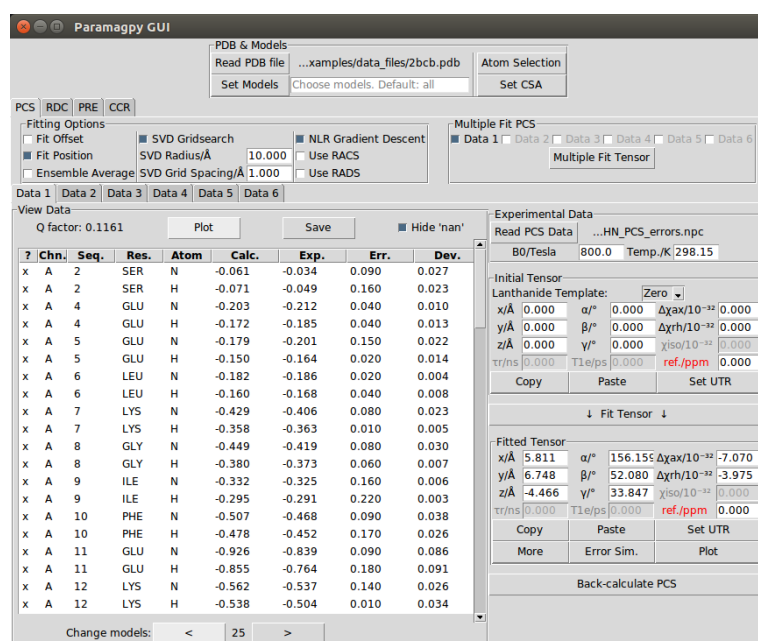 Paramagpy GUI
PDB & Models
Read PDB file ...xamples/data_files/2bcb.pdb Atom Selection
Set Models Choose models. Default: all Set CSA
PCS RDC PRE CCR
Fitting Options
Fit Offset SVD Gridsearch NLR Gradient Descent
Fit Position SVD Radius/Å 10.000 Use RACS
Ensemble Average SVD Grid Spacing/Å 1.000 Use RADS
Multiple Fit PCS
Data 1 Data 2 Data 3 Data 4 Data 5 Data 6
Multiple Fit Tensor
Data 1 Data 2 Data 3 Data 4 Data 5 Data 6
View Data
Q factor: 0.1161 Plot Save Hide 'nan'
? Chn. Seq. Res. Atom Calc. Exp. Err. Dev.
x A 2 SER N -0.061 -0.034 0.090 0.027
x A 2 SER H -0.071 -0.049 0.160 0.023
x A 4 GLU N -0.203 -0.212 0.040 0.010
x A 4 GLU H -0.172 -0.185 0.040 0.013
x A 5 GLU N -0.179 -0.201 0.150 0.022
x A 5 GLU H -0.150 -0.164 0.020 0.014
x A 6 LEU N -0.182 -0.186 0.020 0.004
x A 6 LEU H -0.160 -0.168 0.040 0.008
x A 7 LYS N -0.429 -0.406 0.080 0.023
x A 7 LYS H -0.358 -0.363 0.010 0.005
x A 8 GLY N -0.449 -0.419 0.080 0.030
x A 8 GLY H -0.380 -0.373 0.060 0.007
x A 9 ILE N -0.332 -0.325 0.160 0.006
x A 9 ILE H -0.295 -0.291 0.220 0.003
x A 10 PHE N -0.507 -0.468 0.090 0.038
x A 10 PHE H -0.478 -0.452 0.170 0.026
x A 11 GLU N -0.926 -0.839 0.090 0.086
x A 11 GLU H -0.855 -0.764 0.180 0.091
x A 12 LYS N -0.562 -0.537 0.140 0.026
x A 12 LYS H -0.538 -0.504 0.010 0.034
Change models: < 25 >
Experimental Data
Read PCS Data ...HN_PCS_errors.npc
B0/Tesla 800.0 Temp./K 298.15
Initial Tensor
Lanthanide Template: Zero
x/Å 0.000 α/° 0.000 Δχax/10⁻³² 0.000
y/Å 0.000 β/° 0.000 Δχrh/10⁻³² 0.000
z/Å 0.000 γ/° 0.000 χiso/10⁻³² 0.000
τr/ns 0.000 T1e/ps 0.000 ref./ppm 0.000
Copy Paste Set UTR
↓ Fit Tensor ↓
Fitted Tensor
x/Å 5.811 α/° 156.159 Δχax/10⁻³² -7.070
y/Å 6.748 β/° 52.080 Δχrh/10⁻³² -3.975
z/Å -4.466 γ/° 33.847 χiso/10⁻³² 0.000
τr/ns 0.000 T1e/ps 0.000 ref./ppm 0.000
Copy Paste Set UTR
More Error Sim. Plot
Back-calculate PCS